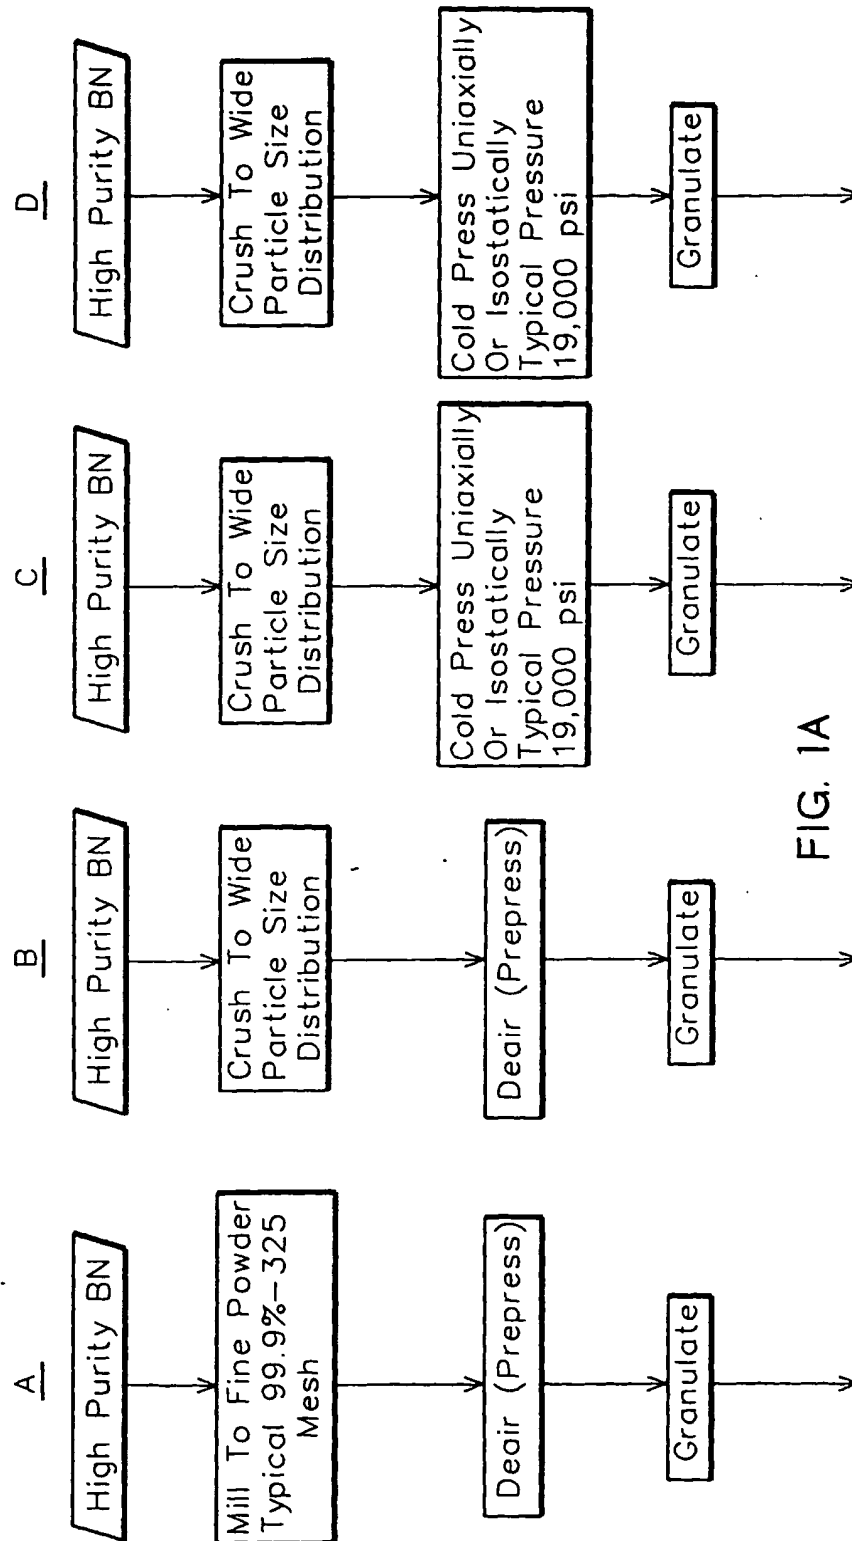 A
High Purity BN
Mill To Fine Powder
Typical 99.9%-325
Mesh
Deair (Prepress)
Granulate
B
High Purity BN
Crush To Wide
Particle Size
Distribution
Deair (Prepress)
Granulate
C
High Purity BN
Crush To Wide
Particle Size
Distribution
Cold Press Uniaxially
Or Isostatically
Typical Pressure
19,000 psi
Granulate
D
High Purity BN
Crush To Wide
Particle Size
Distribution
Cold Press Uniaxially
Or Isostatically
Typical Pressure
19,000 psi
Granulate
FIG. 1A